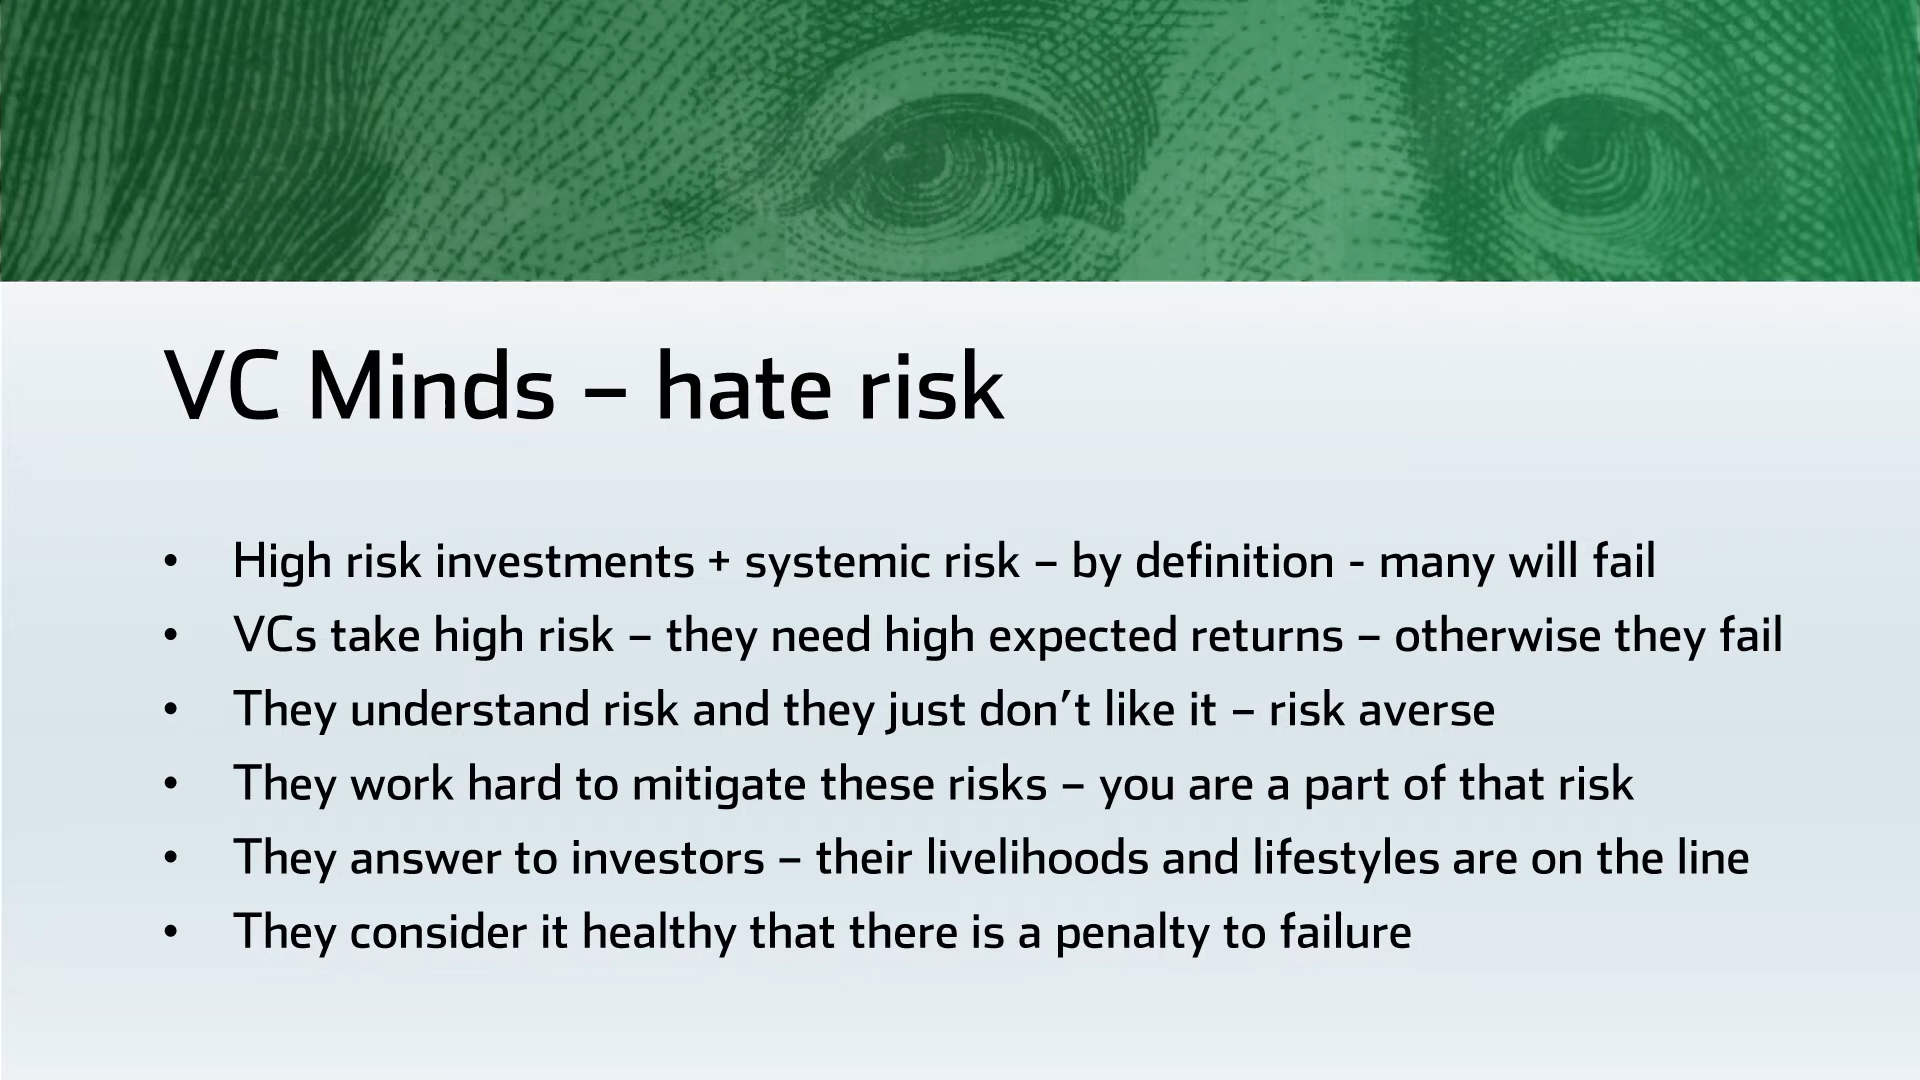 VC Minds – hate risk
• High risk investments + systemic risk – by definition - many will fail
• VCs take high risk – they need high expected returns – otherwise they fail
• They understand risk and they just don’t like it – risk averse
• They work hard to mitigate these risks – you are a part of that risk
• They answer to investors – their livelihoods and lifestyles are on the line
• They consider it healthy that there is a penalty to failure